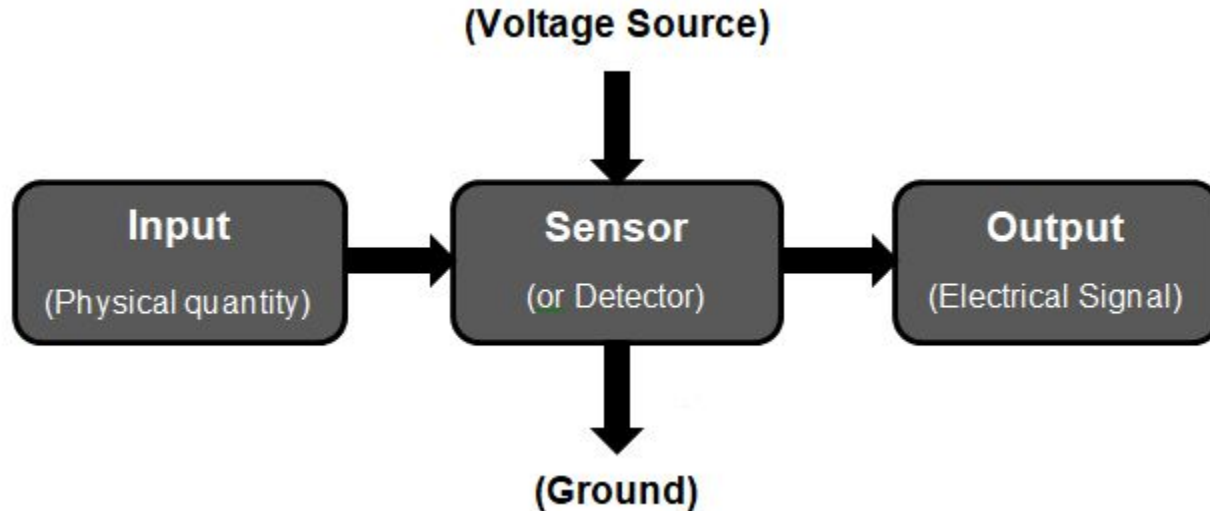 (Voltage Source)
Input
(Physical quantity)
Sensor
(or Detector)
Output
(Electrical Signal)
(Ground)